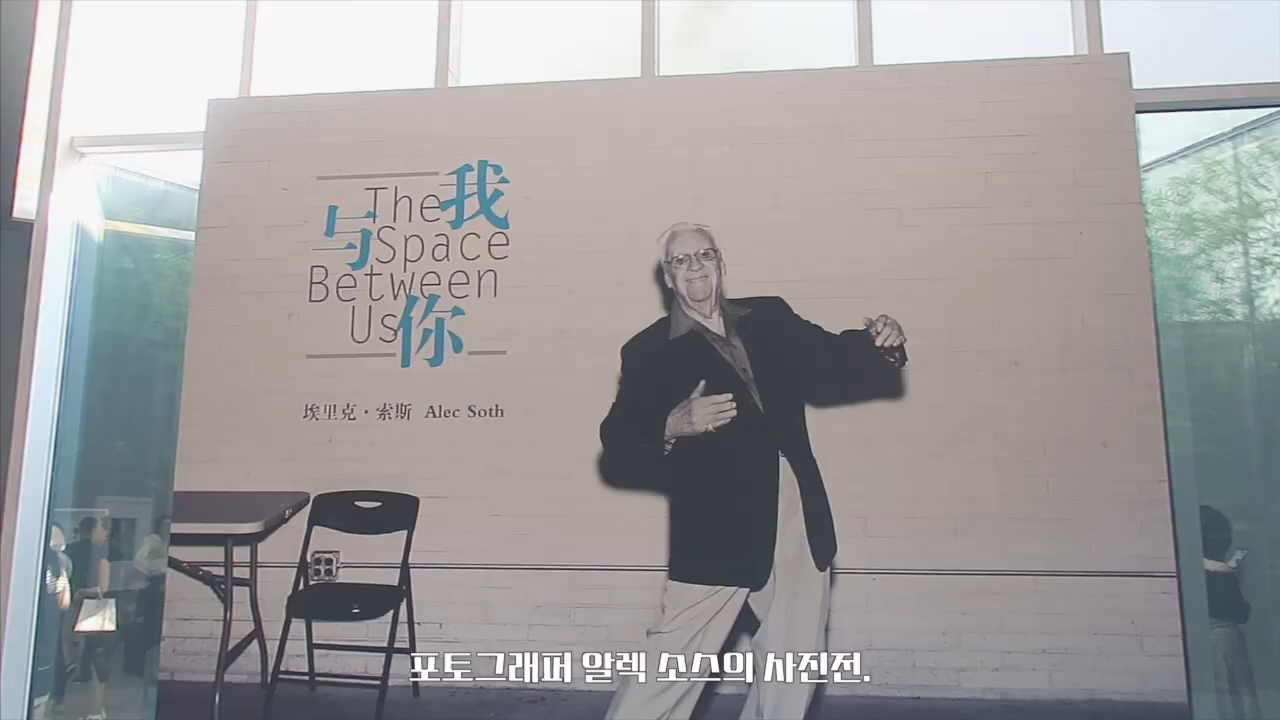 The 我
与 Space
Between
Us 你
埃里克·索斯 Alec Soth
포토그래퍼 알렉 소스의 사진전.